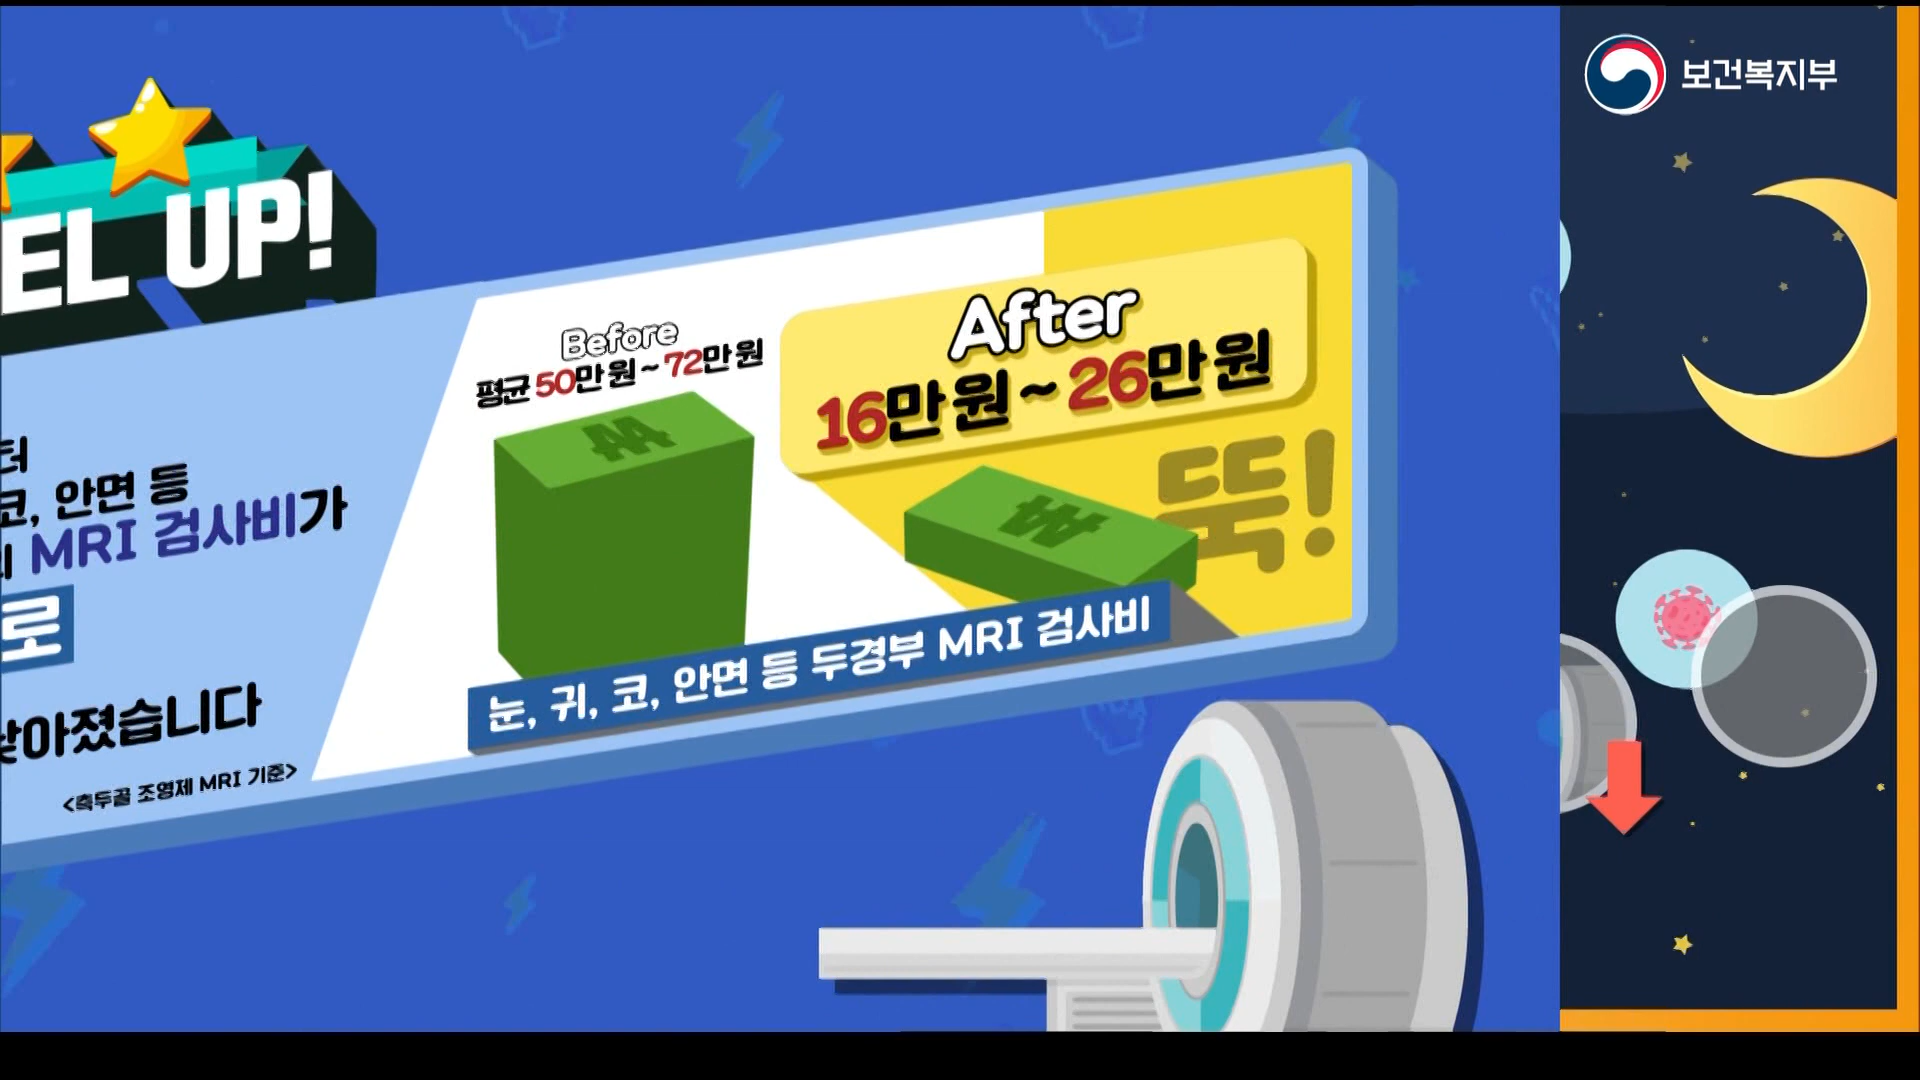 보건복지부
EL UP!
Before
평균 50만원~72만원
After
16만원~26만원
뚝!
터
코, 안면 등
MRI 검사비가
로
낮아졌습니다
<측두골 조영제 MRI 기준>
눈, 귀, 코, 안면 등 두경부 MRI 검사비